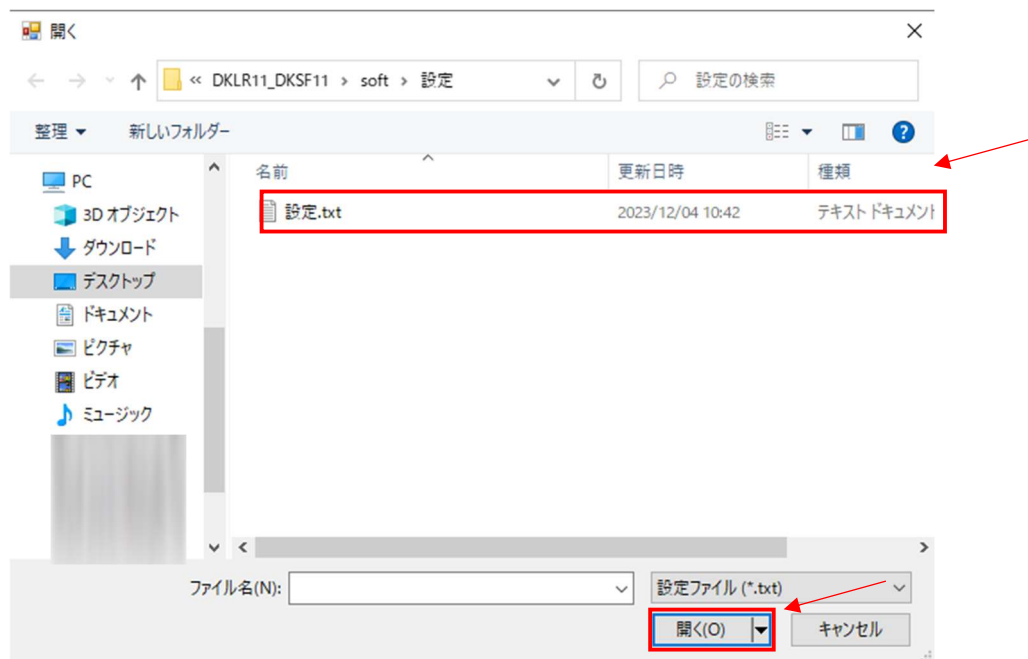 開く
« DKLR11_DKSF11 › soft › 設定
設定の検索
整理 新しいフォルダー
名前 更新日時 種類
PC
3D オブジェクト
設定.txt 2023/12/04 10:42 テキスト ドキュメント
ダウンロード
デスクトップ
ドキュメント
ピクチャ
ビデオ
ミュージック
ファイル名(N): 設定ファイル (*.txt)
開く(O) キャンセル